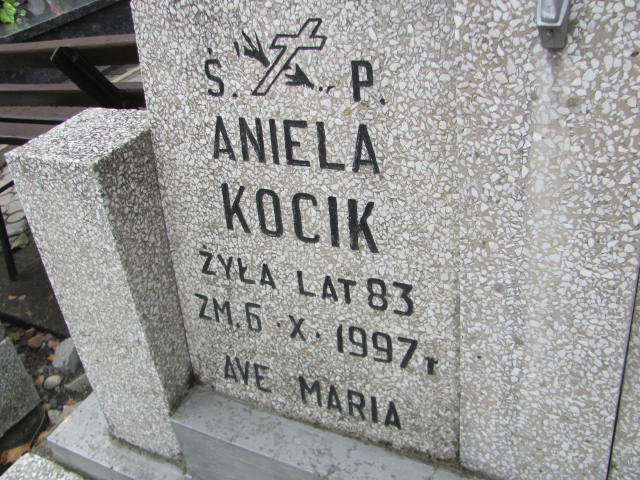 Ś. P.
ANIELA
KOCIK
ŻYŁA LAT 83
ZM. 6 · X · 1997 r
AVE MARIA